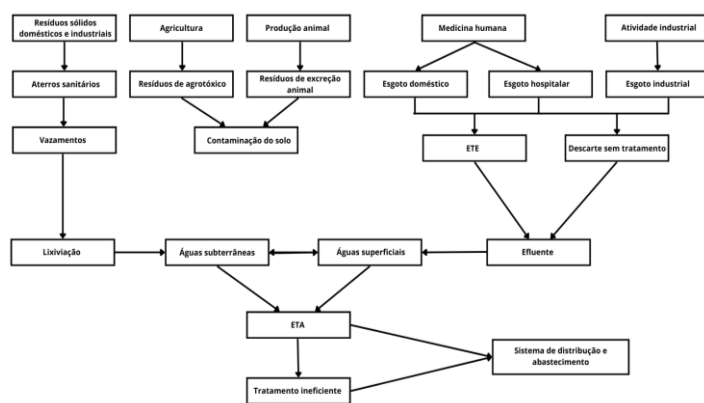 Resíduos sólidos
domésticos e industriais
Agricultura
Produção animal
Medicina humana
Atividade industrial
Aterros sanitários
Resíduos de agrotóxico
Resíduos de excreção
animal
Esgoto doméstico
Esgoto hospitalar
Esgoto industrial
Vazamentos
Contaminação do solo
ETE
Descarte sem tratamento
Lixiviação
Águas subterrâneas
Águas superficiais
Efluente
ETA
Sistema de distribuição e
abastecimento
Tratamento ineficiente